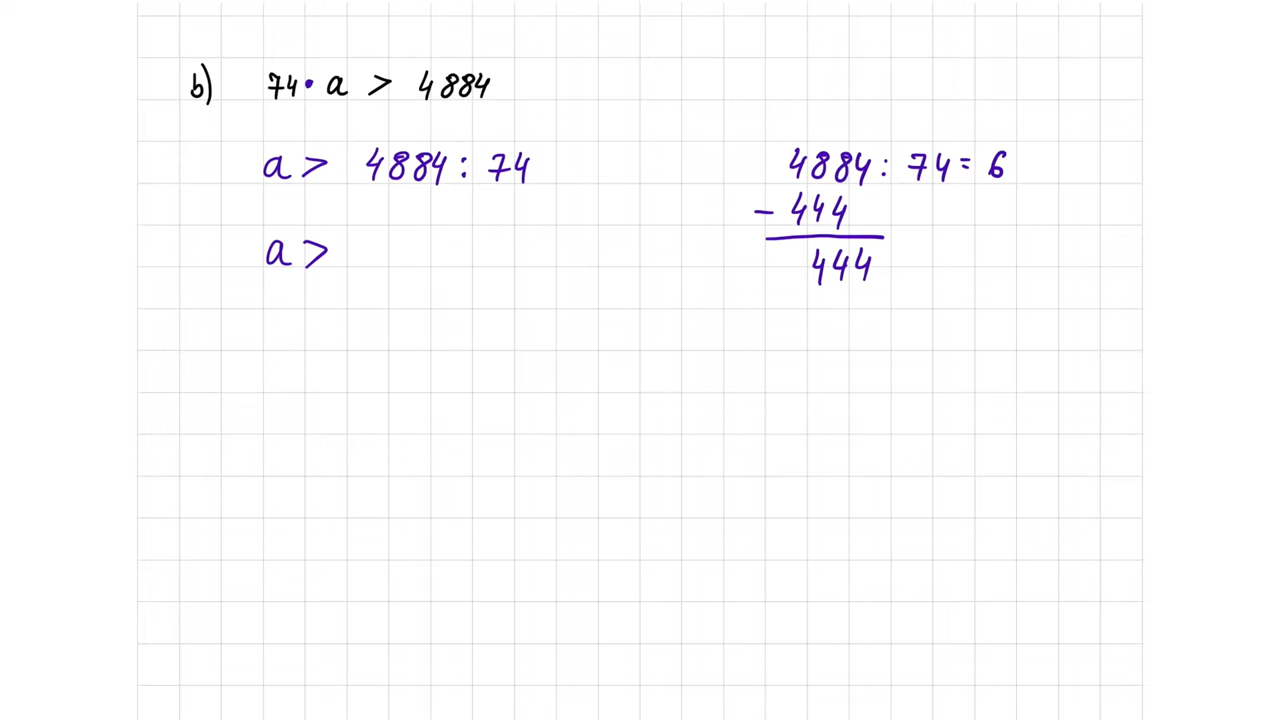 b) 74 · a > 4884
a > 4884 : 74
a >
4884 : 74 = 6
- 444
444